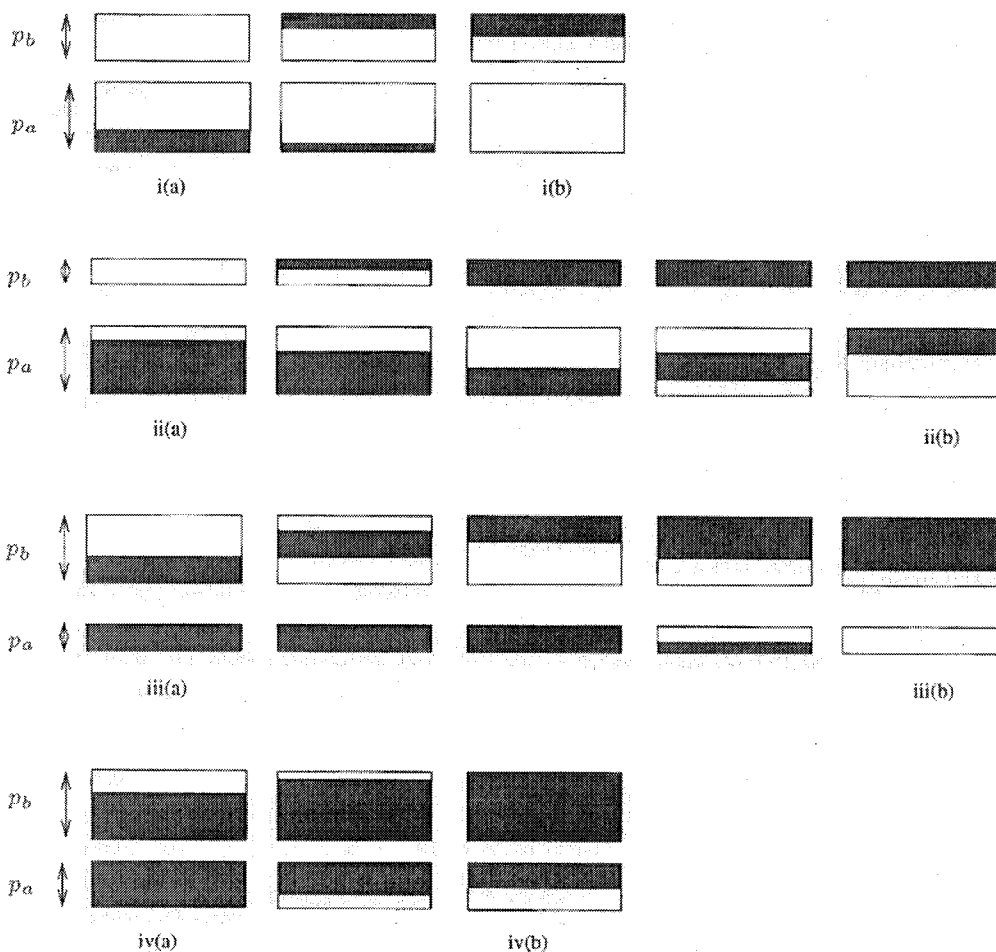 p_b
p_a
i(a) i(b)
p_b
p_a
ii(a) ii(b)
p_b
p_a
iii(a) iii(b)
p_b
p_a
iv(a) iv(b)